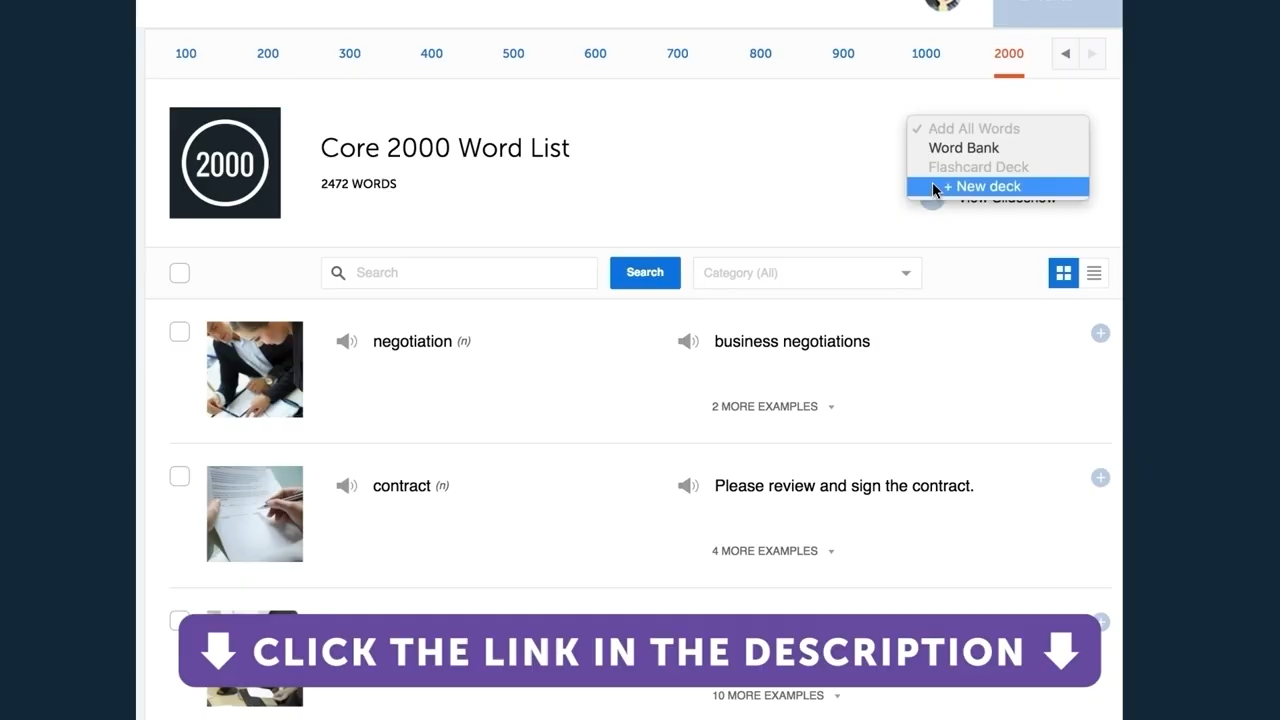 100 200 300 400 500 600 700 800 900 1000 2000
2000
Core 2000 Word List
2472 WORDS
Add All Words
Word Bank
Flashcard Deck
+ New deck
View Slideshow
Search
Search
Category (All)
negotiation (n)
business negotiations
2 MORE EXAMPLES
contract (n)
Please review and sign the contract.
4 MORE EXAMPLES
CLICK THE LINK IN THE DESCRIPTION
10 MORE EXAMPLES